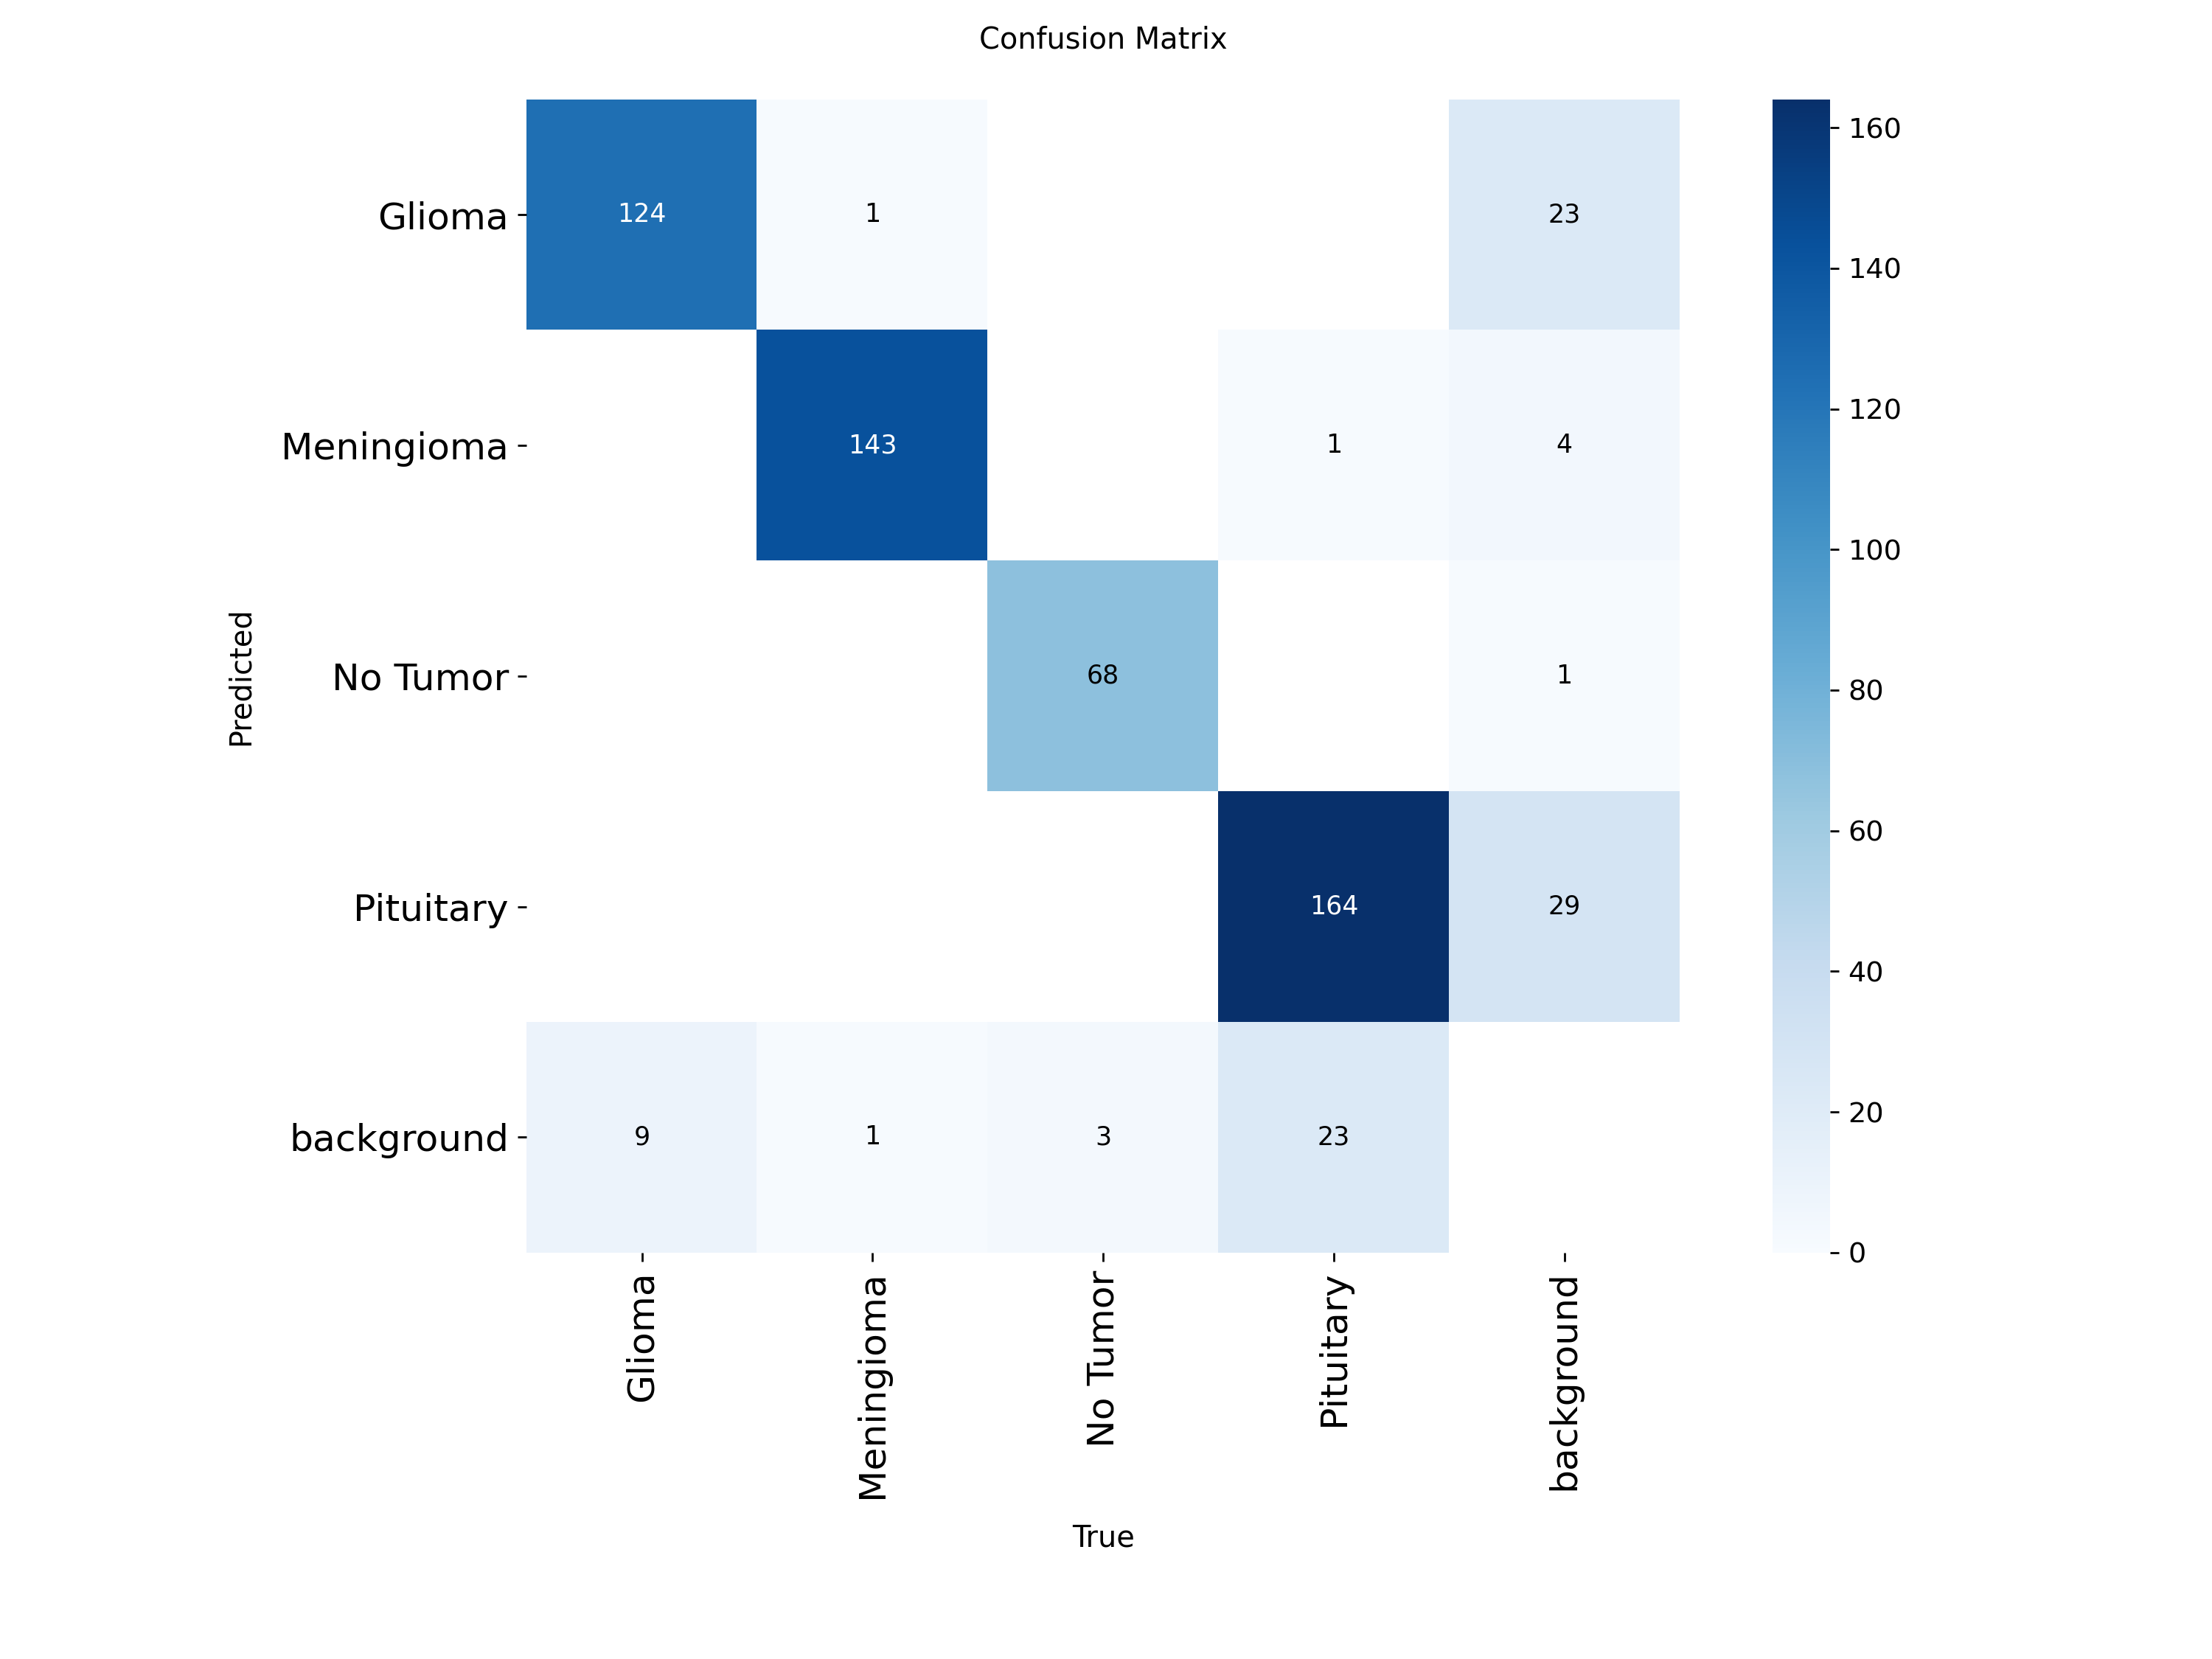 Confusion Matrix
Glioma
124
1
23
Meningioma
143
1
4
No Tumor
68
1
Pituitary
164
29
background
9
1
3
23
Predicted
Glioma
Meningioma
No Tumor
Pituitary
background
True
160
140
120
100
80
60
40
20
0